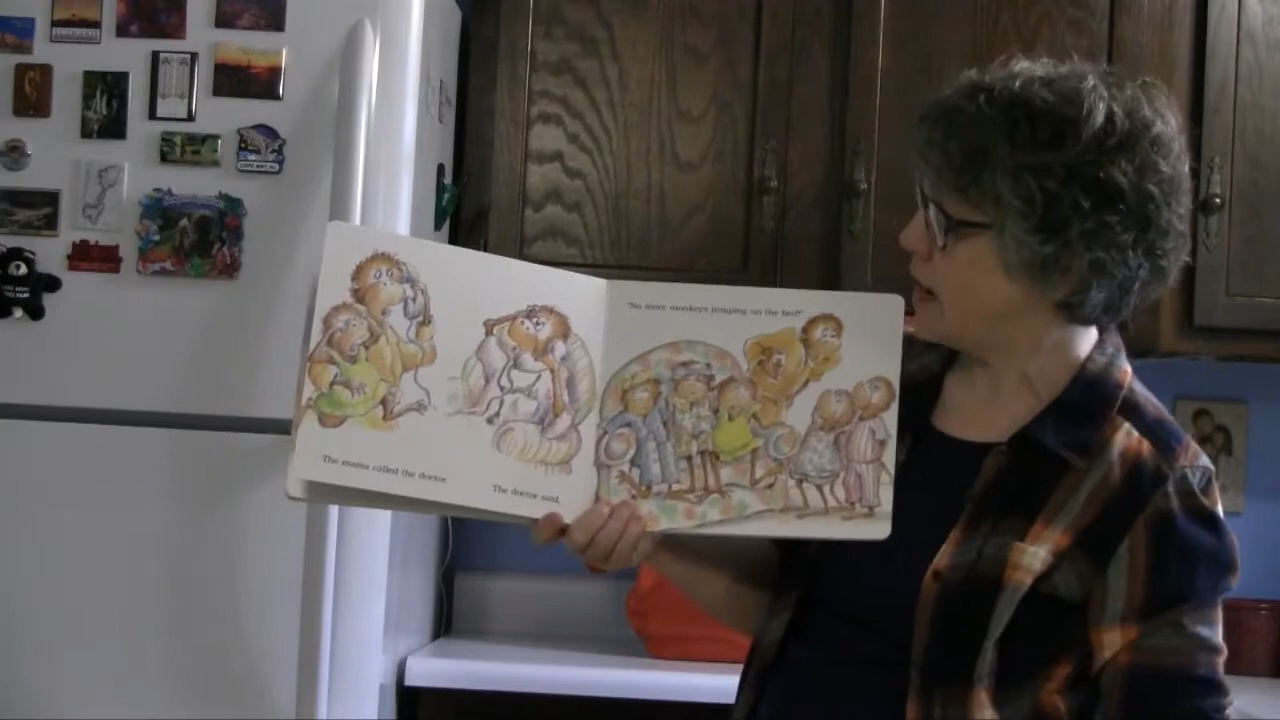 The mama called the doctor.
The doctor said,
"No more monkeys jumping on the bed!"